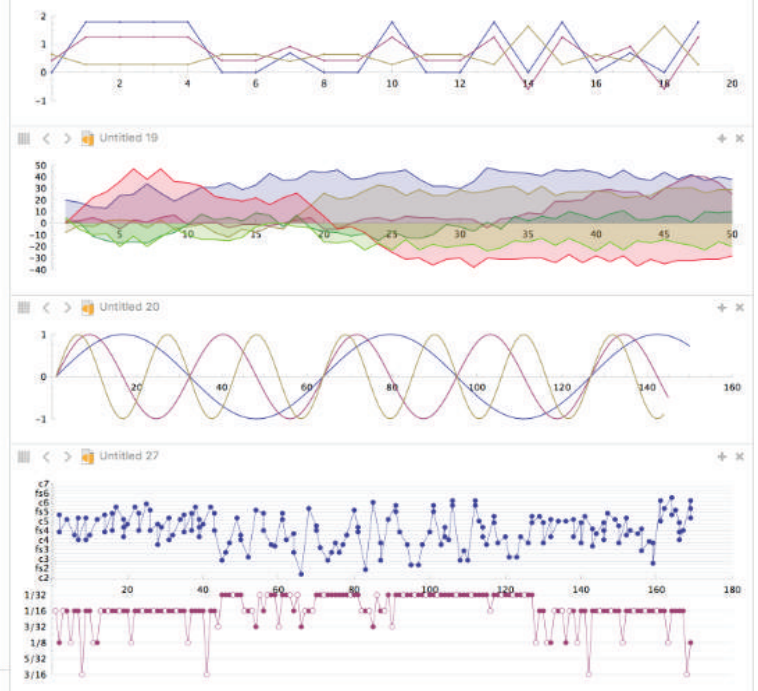 2
1
0
-1
2 4 6 8 10 12 14 16 18 20
Untitled 19
50
40
30
20
10
0
-10
-20
-30
-40
5 10 15 20 25 30 35 40 45 50
Untitled 20
1
0
-1
20 40 60 80 100 120 140 160
Untitled 27
c7
fs6
c6
fs5
c5
fs4
c4
fs3
c3
fs2
c2
20 40 60 80 100 120 140 160 180
1/32
1/16
3/32
1/8
5/32
3/16